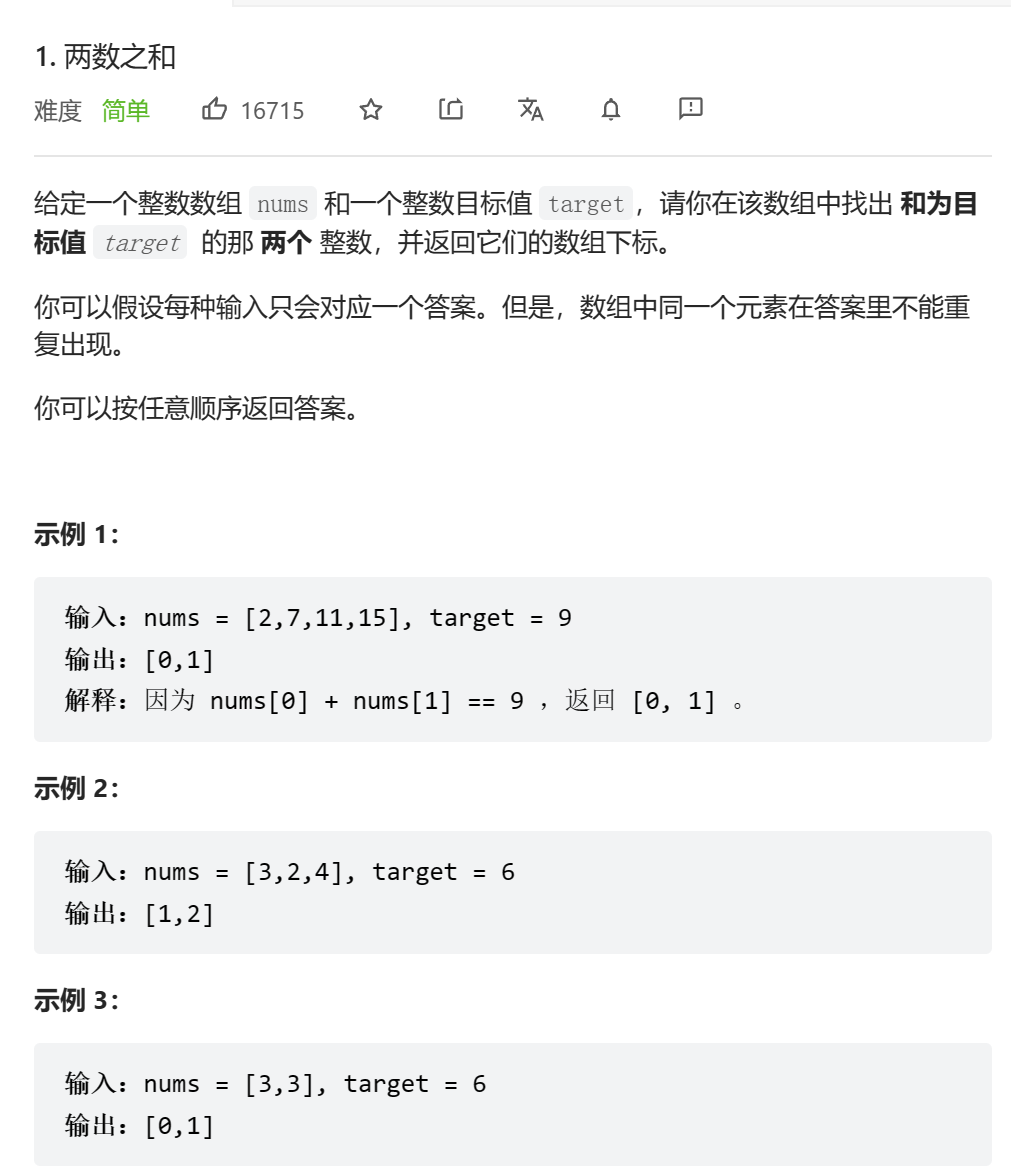 1. 两数之和
难度 简单 16715
给定一个整数数组 nums 和一个整数目标值 target，请你在该数组中找出 和为目
标值 target 的那 两个 整数，并返回它们的数组下标。
你可以假设每种输入只会对应一个答案。但是，数组中同一个元素在答案里不能重
复出现。
你可以按任意顺序返回答案。
示例 1：
输入：nums = [2,7,11,15], target = 9
输出：[0,1]
解释：因为 nums[0] + nums[1] == 9 ，返回 [0, 1] 。
示例 2：
输入：nums = [3,2,4], target = 6
输出：[1,2]
示例 3：
输入：nums = [3,3], target = 6
输出：[0,1]